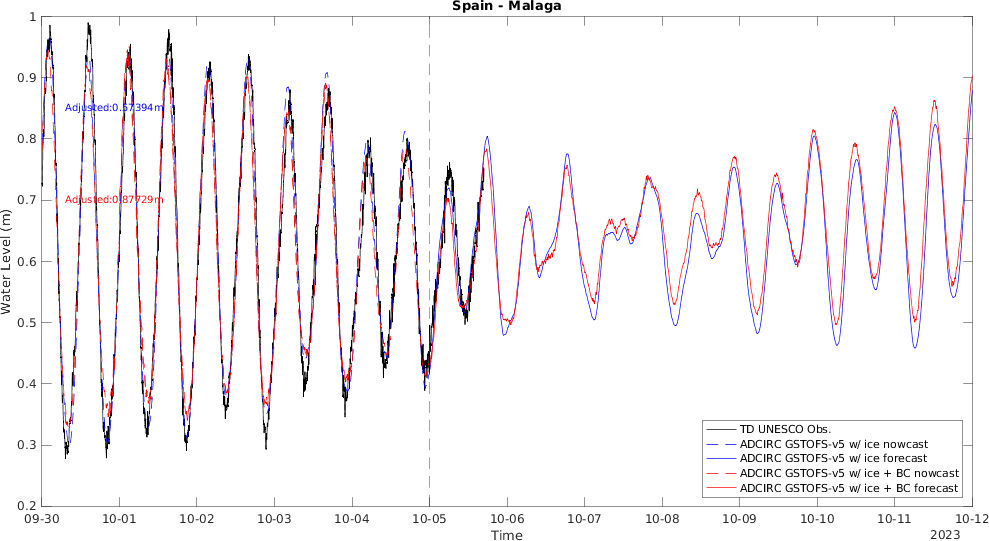 Spain - Malaga
1
0.9
0.8
0.7
0.6
0.5
0.4
0.3
0.2
Water Level (m)
Adjusted:0.57394m
Adjusted:0.87729m
TD UNESCO Obs.
ADCIRC GSTOFS-v5 w/ ice nowcast
ADCIRC GSTOFS-v5 w/ ice forecast
ADCIRC GSTOFS-v5 w/ ice + BC nowcast
ADCIRC GSTOFS-v5 w/ ice + BC forecast
09-30 10-01 10-02 10-03 10-04 10-05 10-06 10-07 10-08 10-09 10-10 10-11 10-12
Time
2023